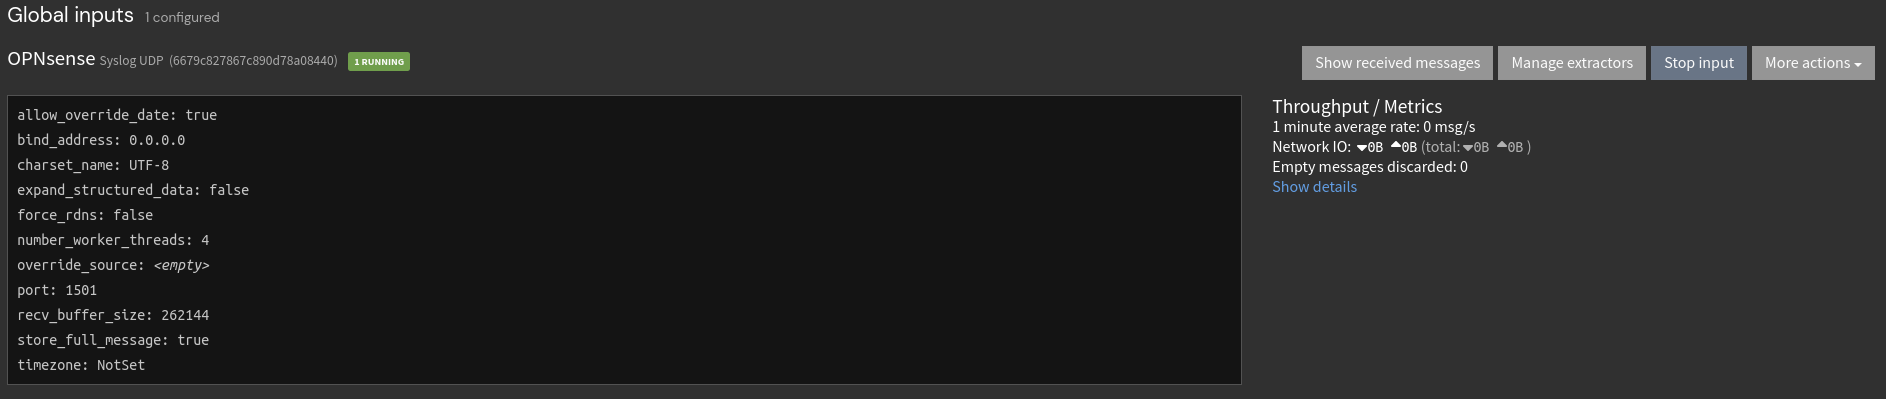 Global inputs 1 configured
OPNsense Syslog UDP (6679c827867c890d78a08440) 1 RUNNING
Show received messages Manage extractors Stop input More actions
allow_override_date: true
bind_address: 0.0.0.0
charset_name: UTF-8
expand_structured_data: false
force_rdns: false
number_worker_threads: 4
override_source: <empty>
port: 1501
recv_buffer_size: 262144
store_full_message: true
timezone: NotSet
Throughput / Metrics
1 minute average rate: 0 msg/s
Network IO: 0B 0B (total: 0B 0B )
Empty messages discarded: 0
Show details